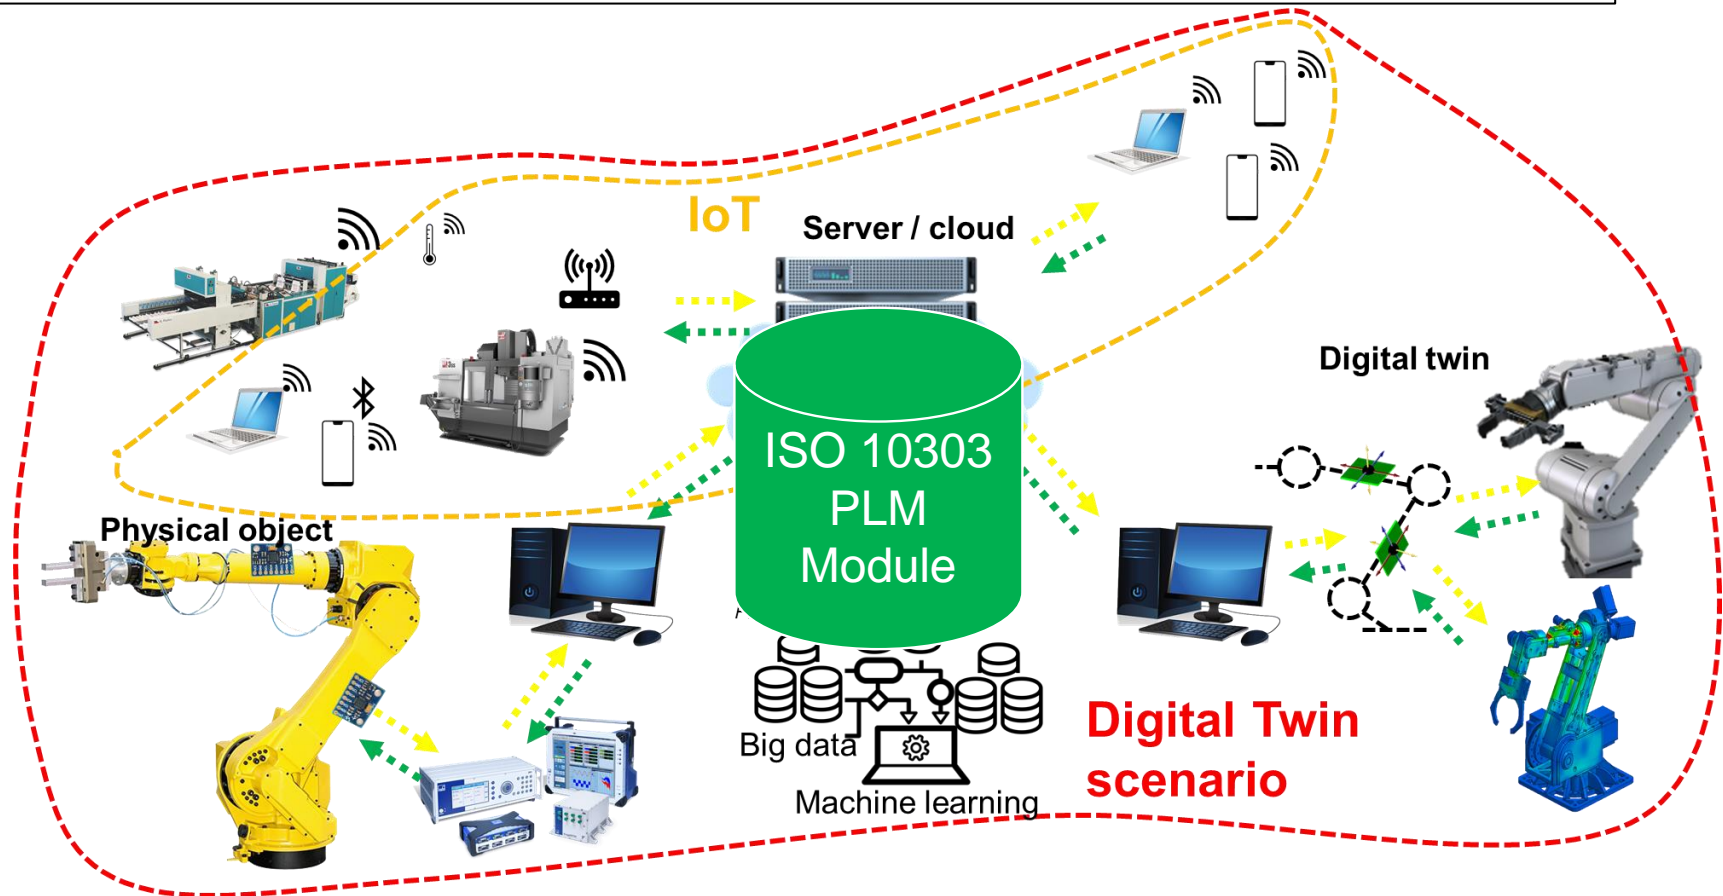 IoT
Server / cloud
Digital twin
ISO 10303
PLM
Module
Physical object
Big data
Machine learning
Digital Twin
scenario